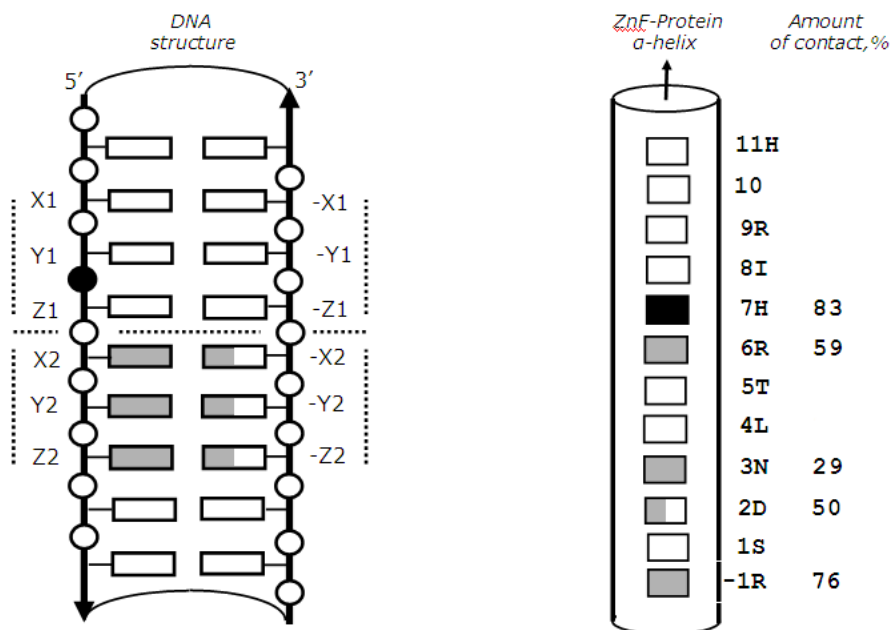 DNA
structure
5′
3′
X1
-X1
Y1
-Y1
Z1
-Z1
X2
-X2
Y2
-Y2
Z2
-Z2
ZnF-Protein
α-helix
Amount
of contact,%
11H
10
9R
8I
7H 83
6R 59
5T
4L
3N 29
2D 50
1S
-1R 76